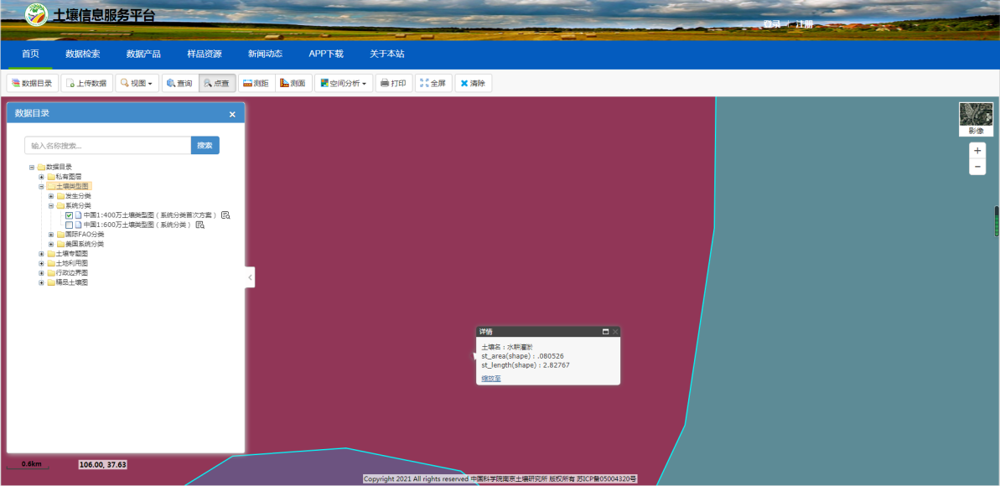 土壤信息服务平台
登录 | 注册
首页 数据检索 数据产品 样品资源 新闻动态 APP下载 关于本站
数据目录 上传数据 视图 查询 点查 测距 测面 空间分析 打印 全屏 清除
数据目录
输入名称搜索... 搜索
数据目录
私有图层
土壤类型图
发生分类
系统分类
中国1:400万土壤类型图（系统分类首次方案）
中国1:600万土壤类型图（系统分类）
国际FAO分类
美国系统分类
土壤专题图
土地利用图
行政边界图
精品土壤图
影像
+
−
详情
土壤名：水耕灌淤
st_area(shape)：.080526
st_length(shape)：2.82767
缩放至
0.6km
106.00, 37.63
Copyright 2021 All rights reserved 中国科学院南京土壤研究所 版权所有 苏ICP备05004320号